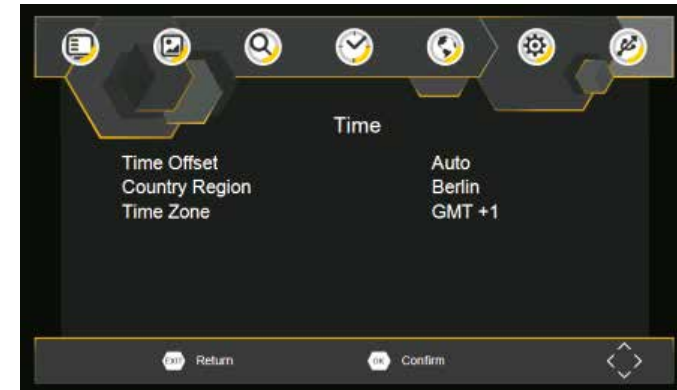 Time
Time Offset Auto
Country Region Berlin
Time Zone GMT +1
EXIT Return OK Confirm